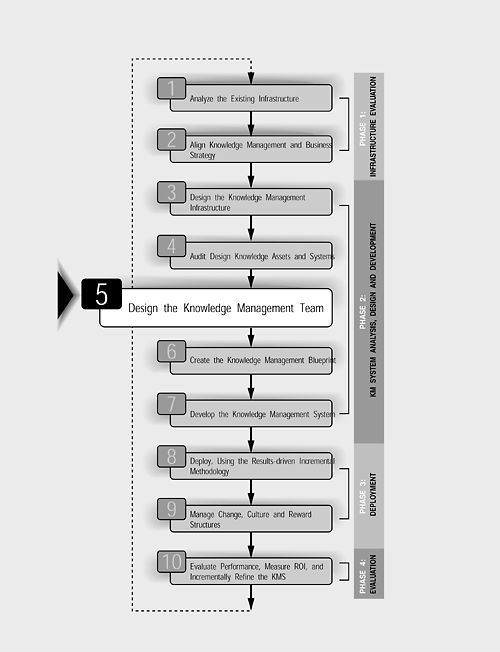 1
Analyze the Existing Infrastructure
2
Align Knowledge Management and Business
Strategy
3
Design the Knowledge Management
Infrastructure
4
Audit Design Knowledge Assets and Systems
5
Design the Knowledge Management Team
6
Create the Knowledge Management Blueprint
7
Develop the Knowledge Management System
8
Deploy, Using the Results-driven Incremental
Methodology
9
Manage Change, Culture and Reward
Structures
10
Evaluate Performance, Measure ROI, and
Incrementally Refine the KMS
PHASE 1:
INFRASTRUCTURE EVALUATION
PHASE 2:
KM SYSTEM ANALYSIS, DESIGN AND DEVELOPMENT
PHASE 3:
DEPLOYMENT
PHASE 4:
EVALUATION